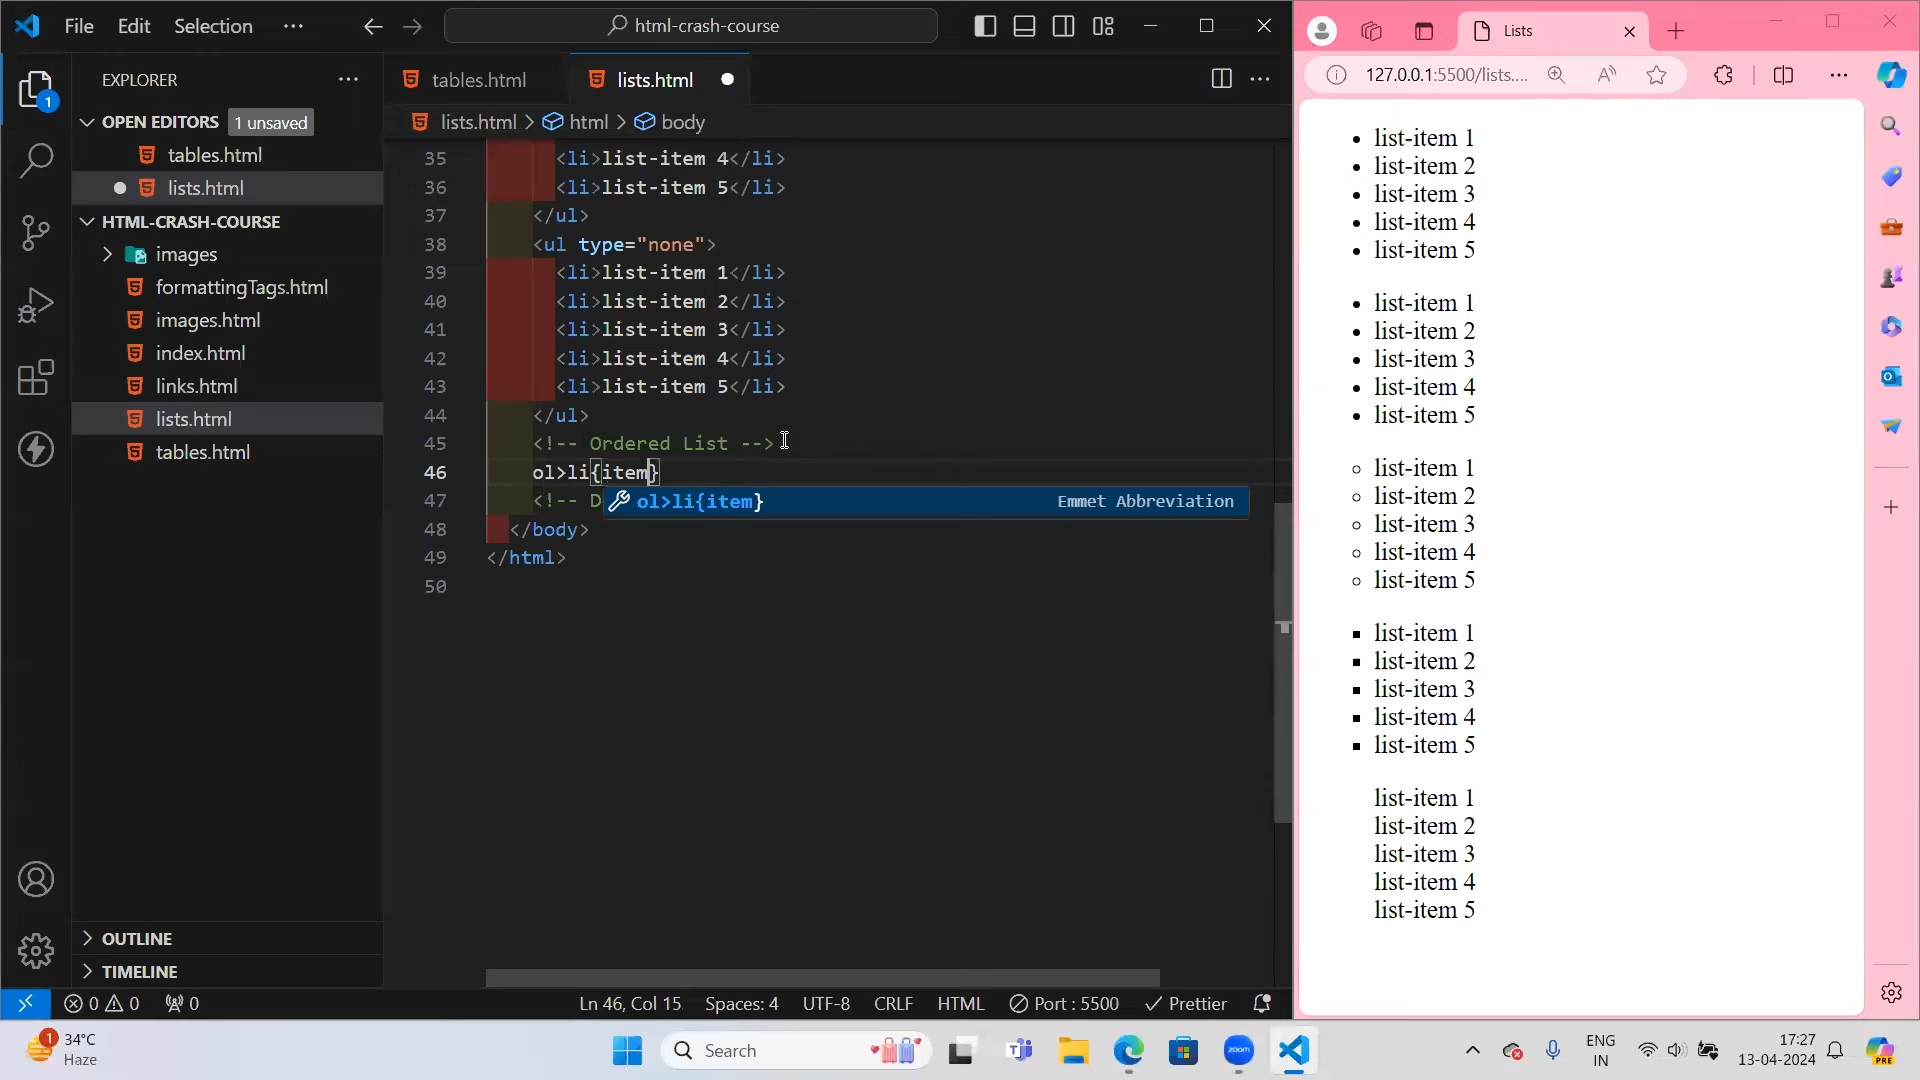 File Edit Selection ···
html-crash-course
EXPLORER
OPEN EDITORS 1 unsaved
tables.html
lists.html
HTML-CRASH-COURSE
images
formattingTags.html
images.html
index.html
links.html
lists.html
tables.html
OUTLINE
TIMELINE
1
tables.html
lists.html
lists.html > html > body
35 <li>list-item 4</li>
36 <li>list-item 5</li>
37 </ul>
38 <ul type="none">
39 <li>list-item 1</li>
40 <li>list-item 2</li>
41 <li>list-item 3</li>
42 <li>list-item 4</li>
43 <li>list-item 5</li>
44 </ul>
45 <!-- Ordered List -->
46 ol>li{item}
47 <!-- D
ol>li{item} Emmet Abbreviation
48 </body>
49 </html>
50
0 0 0
Ln 46, Col 15 Spaces: 4 UTF-8 CRLF HTML Port : 5500 Prettier
Lists
127.0.0.1:5500/lists....
list-item 1
list-item 2
list-item 3
list-item 4
list-item 5
list-item 1
list-item 2
list-item 3
list-item 4
list-item 5
list-item 1
list-item 2
list-item 3
list-item 4
list-item 5
list-item 1
list-item 2
list-item 3
list-item 4
list-item 5
list-item 1
list-item 2
list-item 3
list-item 4
list-item 5
1
34°C
Haze
Search
zoom
ENG
IN
17:27
13-04-2024
PRE